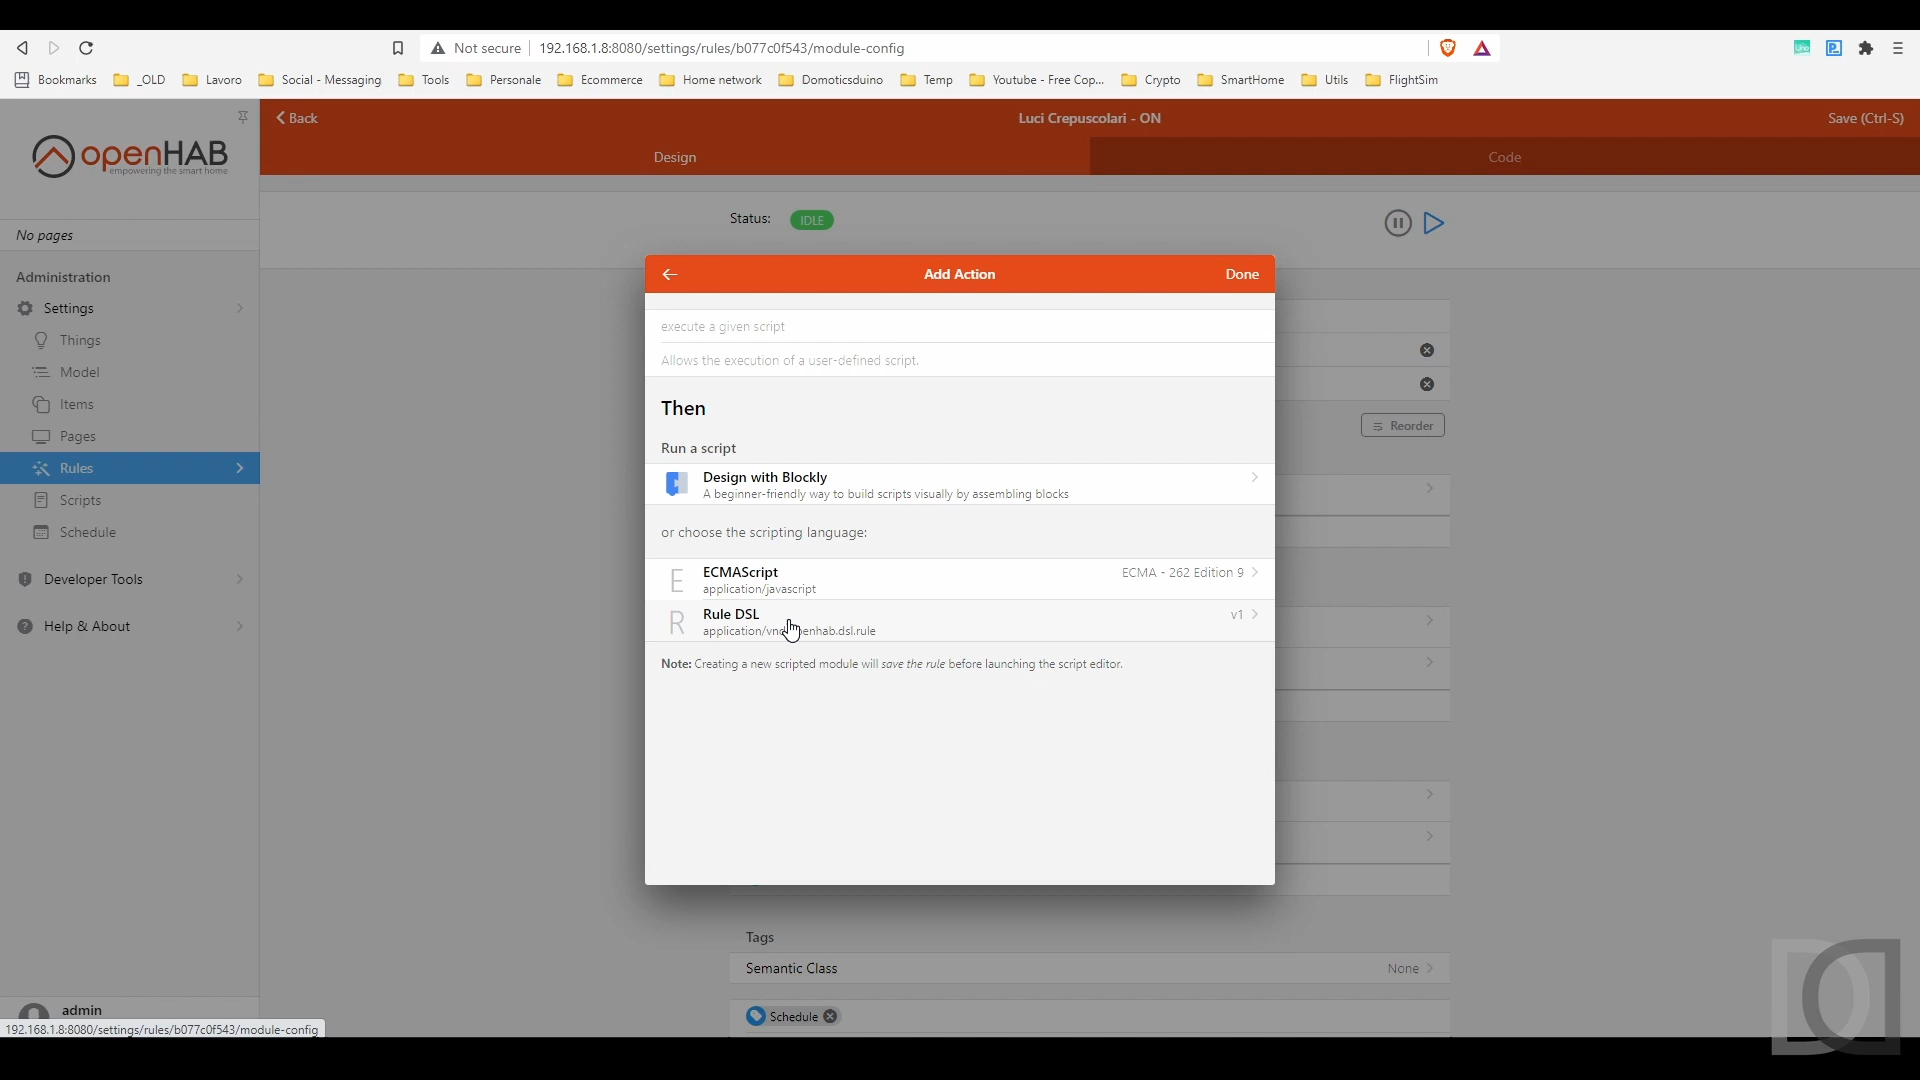 Not secure 192.168.1.8:8080/settings/rules/b077c0f543/module-config
Bookmarks _OLD Lavoro Social - Messaging Tools Personale Ecommerce Home network Domoticsduino Temp Youtube - Free Cop... Crypto SmartHome Utils FlightSim
openHAB
empowering the smart home
No pages
Administration
Settings
Things
Model
Items
Pages
Rules
Scripts
Schedule
Developer Tools
Help & About
admin
192.168.1.8:8080/settings/rules/b077c0f543/module-config
Back Luci Crepuscolari - ON Save (Ctrl-S)
Design Code
Status: IDLE
Reorder
Add Action Done
execute a given script
Allows the execution of a user-defined script.
Then
Run a script
Design with Blockly
A beginner-friendly way to build scripts visually by assembling blocks
or choose the scripting language:
E ECMAScript ECMA - 262 Edition 9
application/javascript
R Rule DSL v1
application/vnd enhab.dsl.rule
Note: Creating a new scripted module will save the rule before launching the script editor.
Tags
Semantic Class None
Schedule